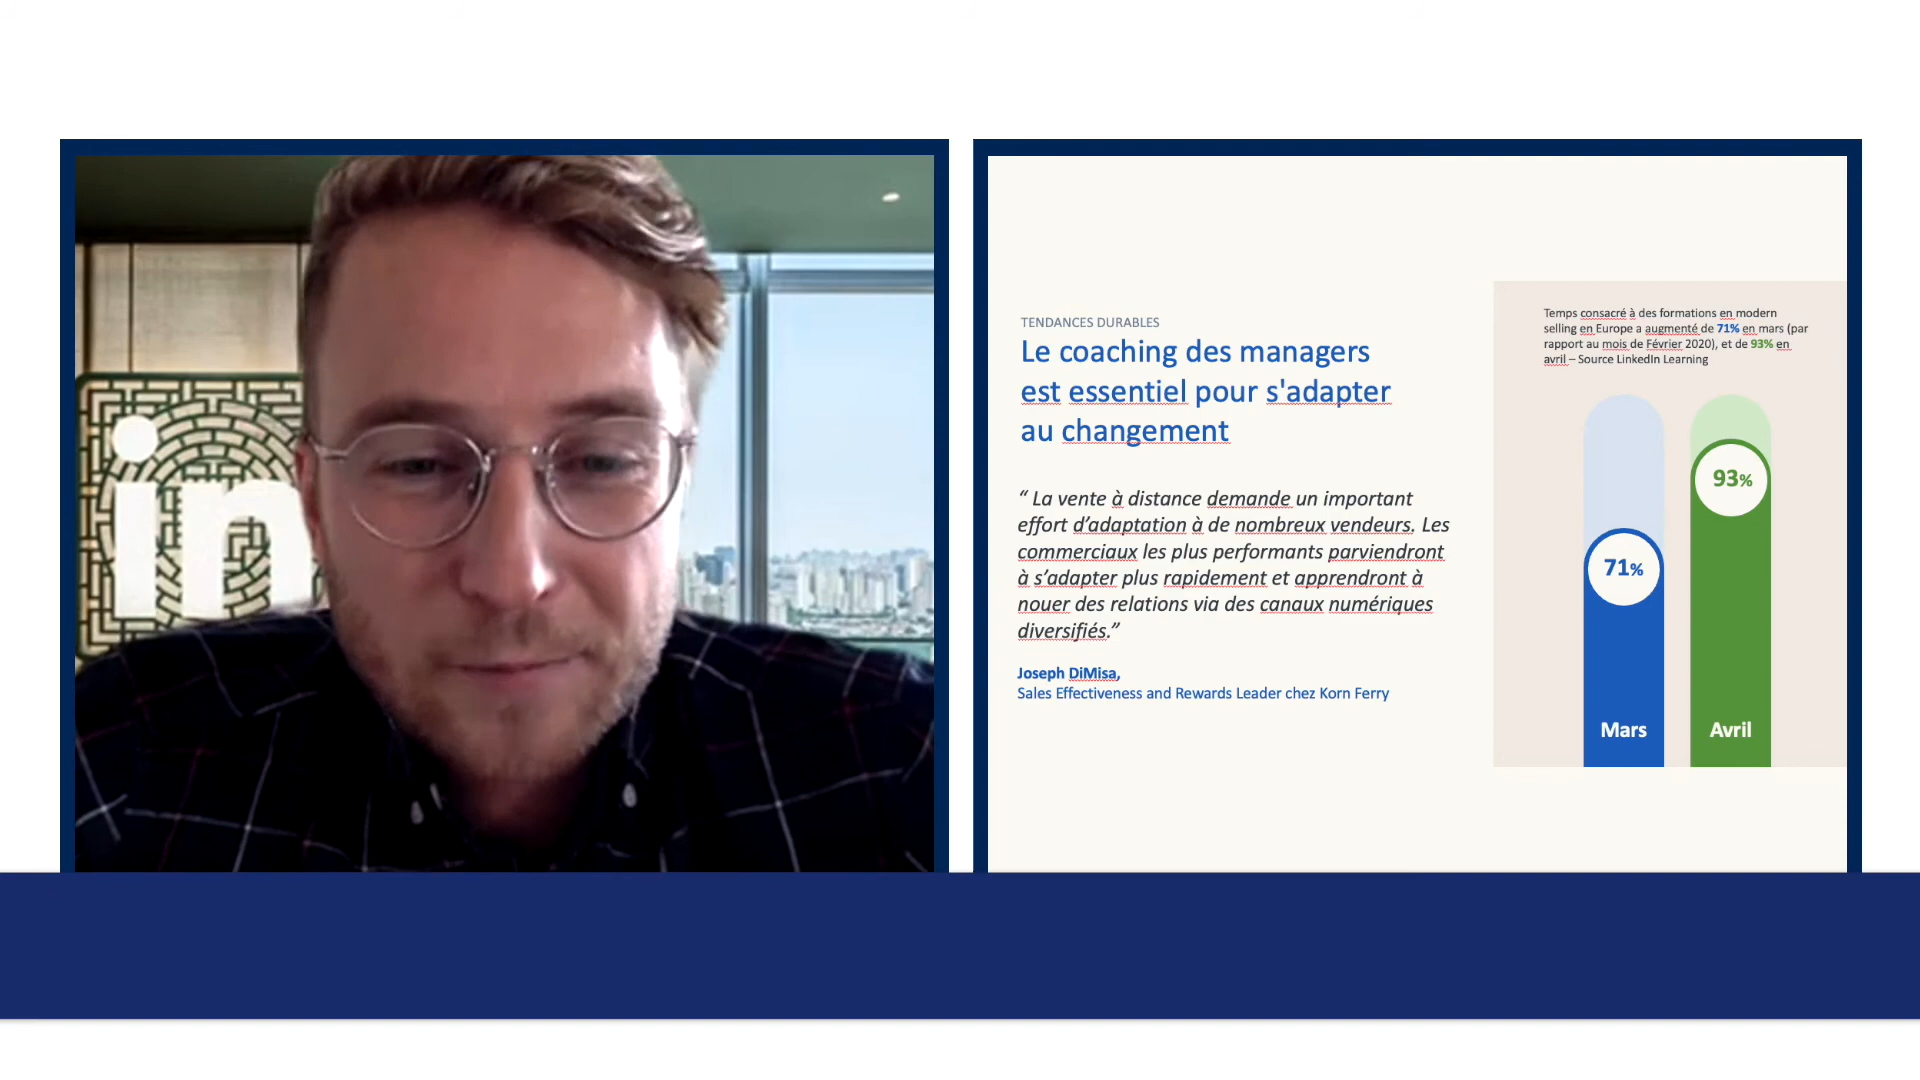 in
TENDANCES DURABLES
Le coaching des managers
est essentiel pour s'adapter
au changement
“ La vente à distance demande un important
effort d’adaptation à de nombreux vendeurs. Les
commerciaux les plus performants parviendront
à s’adapter plus rapidement et apprendront à
nouer des relations via des canaux numériques
diversifiés.”
Joseph DiMisa,
Sales Effectiveness and Rewards Leader chez Korn Ferry
Temps consacré à des formations en modern
selling en Europe a augmenté de 71% en mars (par
rapport au mois de Février 2020), et de 93% en
avril – Source LinkedIn Learning
93%
71%
Mars
Avril